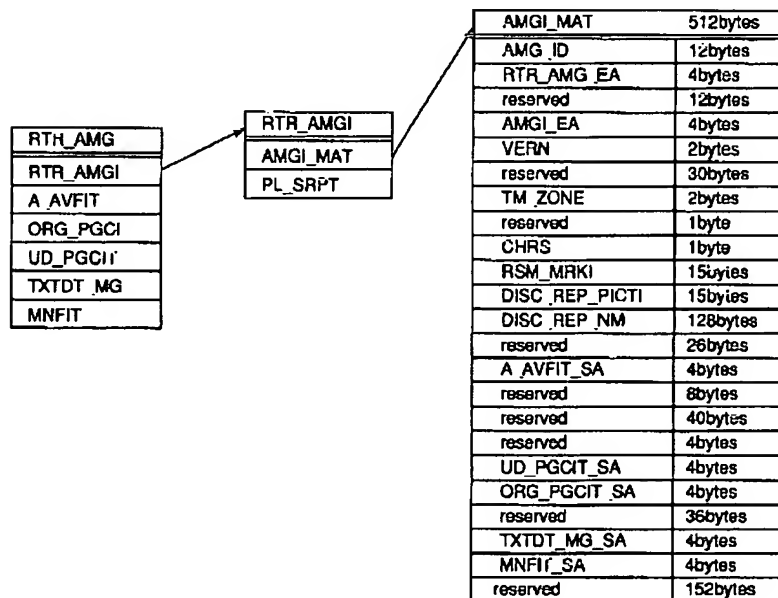 RTR_AMG
RTR_AMGI
A_AVFIT
ORG_PGCI
UD_PGCIT
TXTDT_MG
MNFIT
RTR_AMGI
AMGI_MAT
PL_SRPT
AMGI_MAT 512bytes
AMG_ID 12bytes
RTR_AMG_EA 4bytes
reserved 12bytes
AMGI_EA 4bytes
VERN 2bytes
reserved 30bytes
TM_ZONE 2bytes
reserved 1byte
CHRS 1byte
RSM_MRKI 15bytes
DISC_REP_PICTI 15bytes
DISC_REP_NM 128bytes
reserved 26bytes
A_AVFIT_SA 4bytes
reserved 8bytes
reserved 40bytes
reserved 4bytes
UD_PGCIT_SA 4bytes
ORG_PGCIT_SA 4bytes
reserved 36bytes
TXTDT_MG_SA 4bytes
MNFIT_SA 4bytes
reserved 152bytes